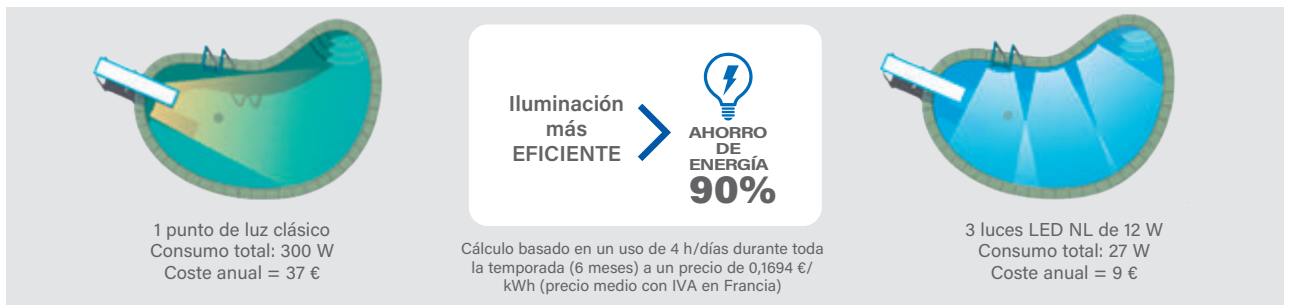 1 punto de luz clásico
Consumo total: 300 W
Coste anual = 37 €
Iluminación
más
EFICIENTE
AHORRO
DE
ENERGÍA
90%
Cálculo basado en un uso de 4 h/días durante toda
la temporada (6 meses) a un precio de 0,1694 €/
kWh (precio medio con IVA en Francia)
3 luces LED NL de 12 W
Consumo total: 27 W
Coste anual = 9 €